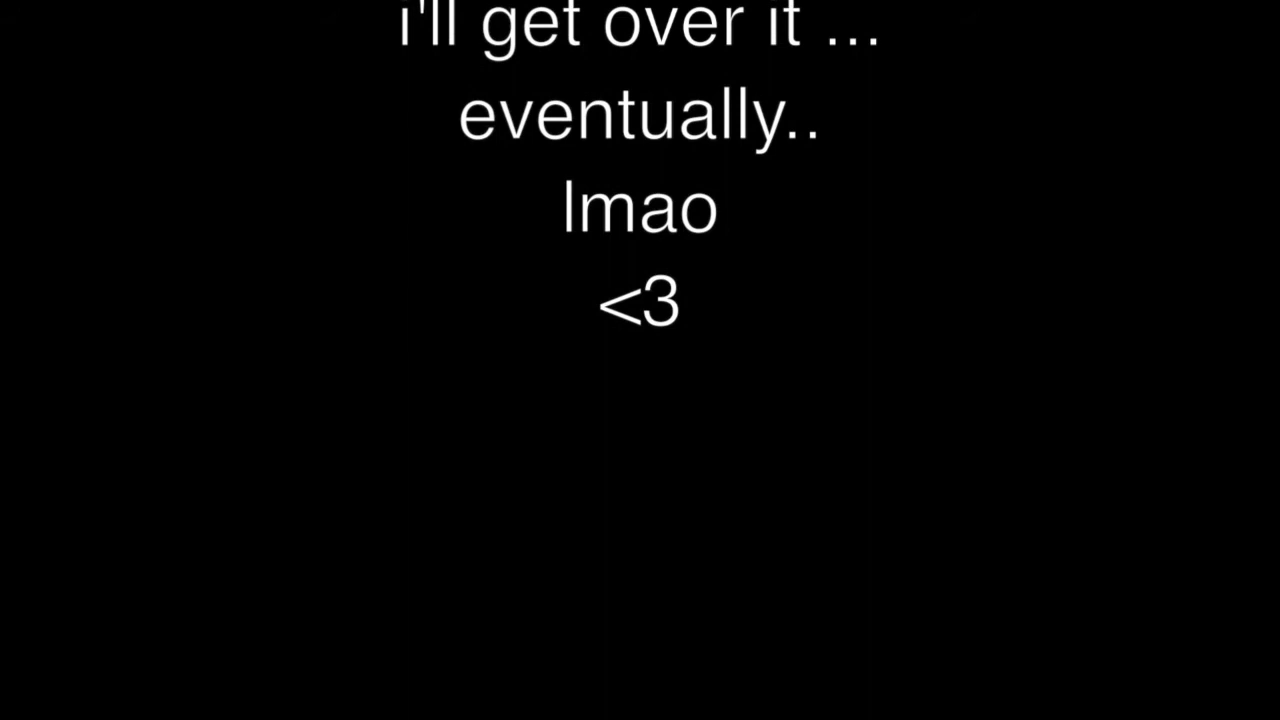 i'll get over it ...
eventually..
lmao
<3